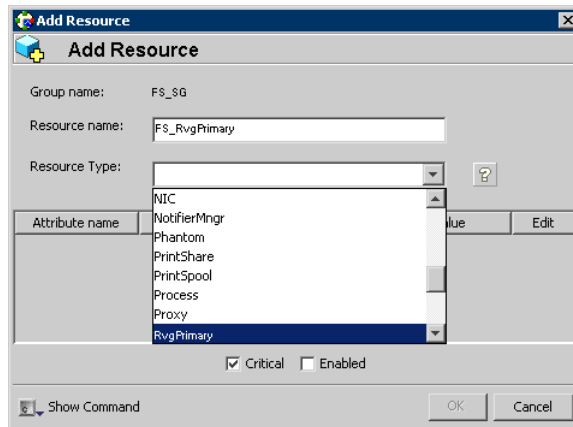 Add Resource
Add Resource
Group name: FS_SG
Resource name: FS_RvgPrimary
Resource Type: ?
NIC
NotifierMngr
Phantom
PrintShare
PrintSpool
Process
Proxy
RvgPrimary
Attribute name Edit
Critical Enabled
Show Command OK Cancel